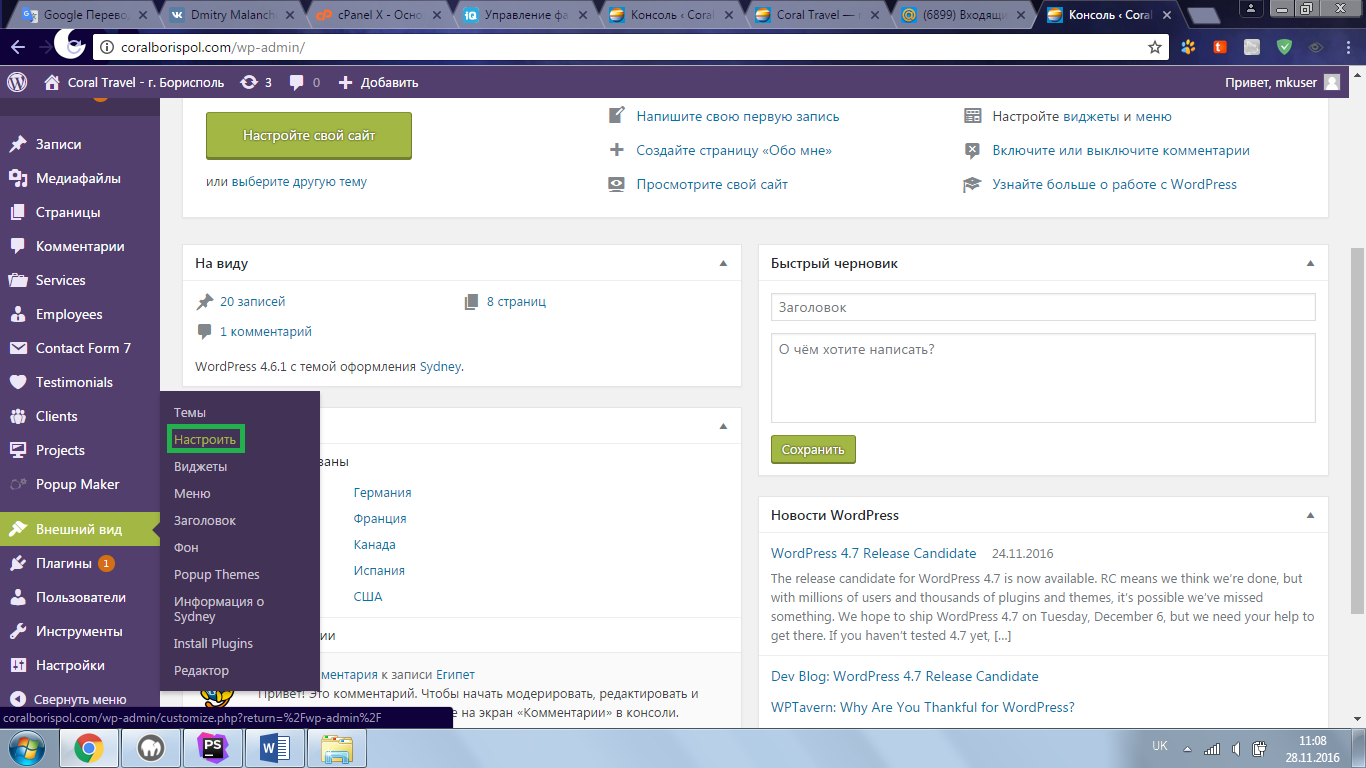 Google Перевод
Dmitry Malanch
cPanel X - Осно
Управление фа
Консоль ‹ Coral
Coral Travel — г
(6899) Входящи
Консоль ‹ Coral
coralborispol.com/wp-admin/
Coral Travel - г. Борисполь
3
0
Добавить
Привет, mkuser
Записи
Медиафайлы
Страницы
Комментарии
Services
Employees
Contact Form 7
Testimonials
Clients
Projects
Popup Maker
Внешний вид
Плагины 1
Пользователи
Инструменты
Настройки
Свернуть меню
Темы
Настроить
Виджеты
Меню
Заголовок
Фон
Popup Themes
Информация о
Sydney
Install Plugins
Редактор
Настройте свой сайт
или выберите другую тему
Напишите свою первую запись
Создайте страницу «Обо мне»
Просмотрите свой сайт
Настройте виджеты и меню
Включите или выключите комментарии
Узнайте больше о работе с WordPress
На виду
20 записей
8 страниц
1 комментарий
WordPress 4.6.1 с темой оформления Sydney.
Германия
Франция
Канада
Испания
США
к записи Египет
Привет! Это комментарий. Чтобы начать модерировать, редактировать и
на экран «Комментарии» в консоли.
Быстрый черновик
Заголовок
О чём хотите написать?
Сохранить
Новости WordPress
WordPress 4.7 Release Candidate 24.11.2016
The release candidate for WordPress 4.7 is now available. RC means we think we're done, but
with millions of users and thousands of plugins and themes, it's possible we've missed
something. We hope to ship WordPress 4.7 on Tuesday, December 6, but we need your help to
get there. If you haven't tested 4.7 yet, […]
Dev Blog: WordPress 4.7 Release Candidate
WPTavern: Why Are You Thankful for WordPress?
coralborispol.com/wp-admin/customize.php?return=%2Fwp-admin%2F
PS
W
UK
11:08
28.11.2016